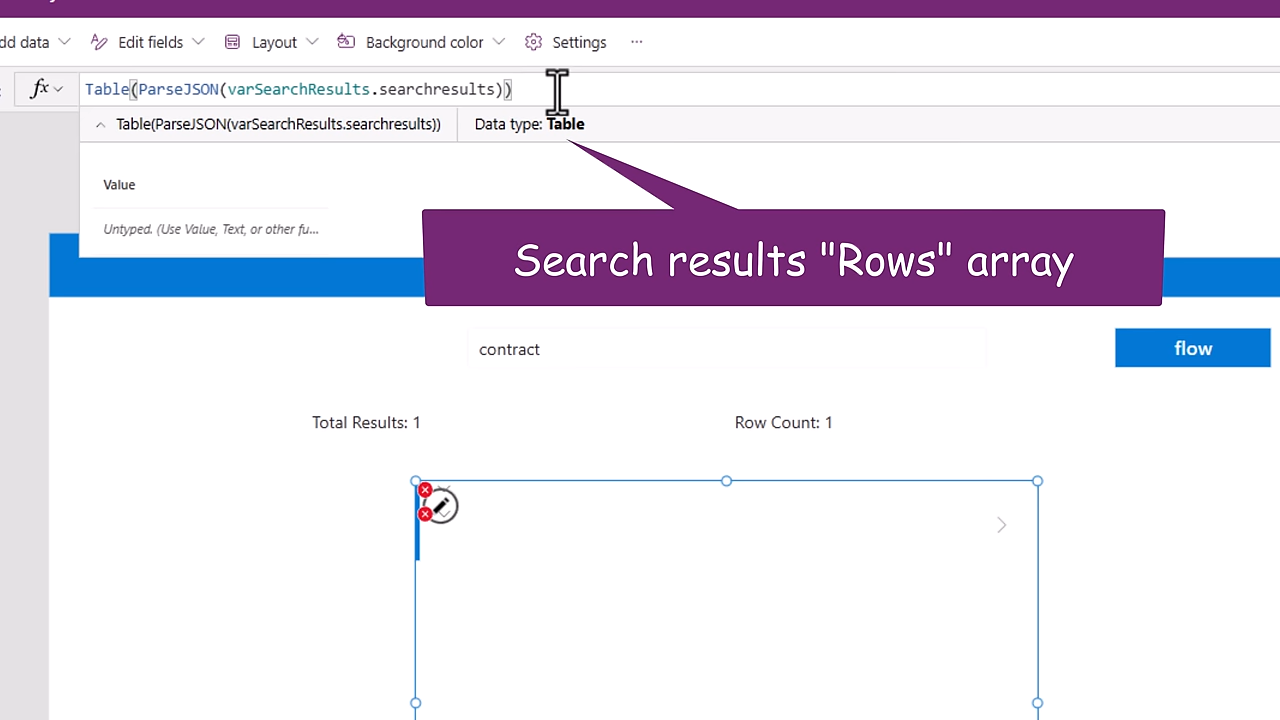 data
Edit fields
Layout
Background color
Settings
...
fx
Table(ParseJSON(varSearchResults.searchresults))
Table(ParseJSON(varSearchResults.searchresults))
Data type: Table
Value
Untyped. (Use Value, Text, or other fu...
Search results "Rows" array
contract
flow
Total Results: 1
Row Count: 1